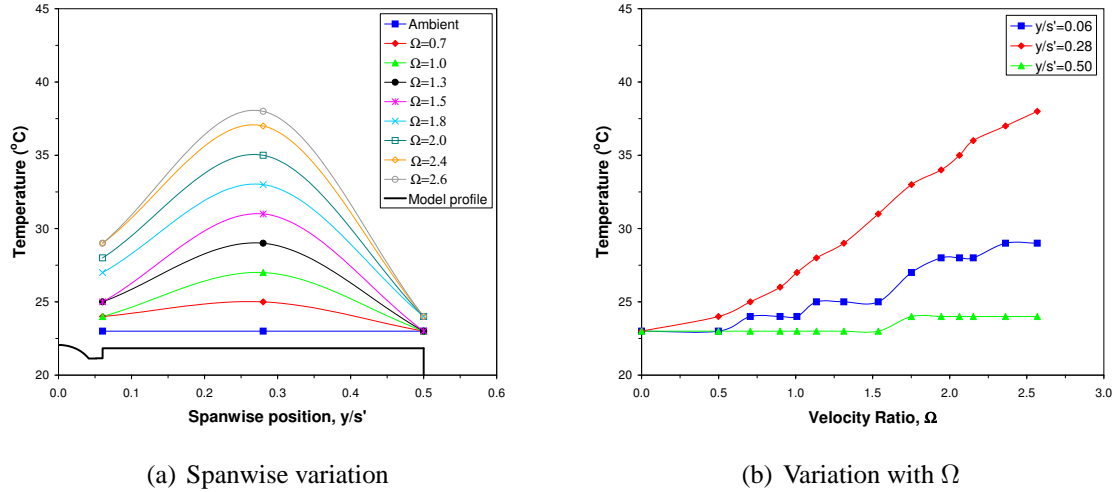 45
40
35
30
25
20
Temperature (°C)
0.0 0.1 0.2 0.3 0.4 0.5 0.6
Spanwise position, y/s'
Ambient
Ω=0.7
Ω=1.0
Ω=1.3
Ω=1.5
Ω=1.8
Ω=2.0
Ω=2.4
Ω=2.6
Model profile
(a) Spanwise variation
45
40
35
30
25
20
Temperature (°C)
0.0 0.5 1.0 1.5 2.0 2.5 3.0
Velocity Ratio, Ω
y/s'=0.06
y/s'=0.28
y/s'=0.50
(b) Variation with Ω